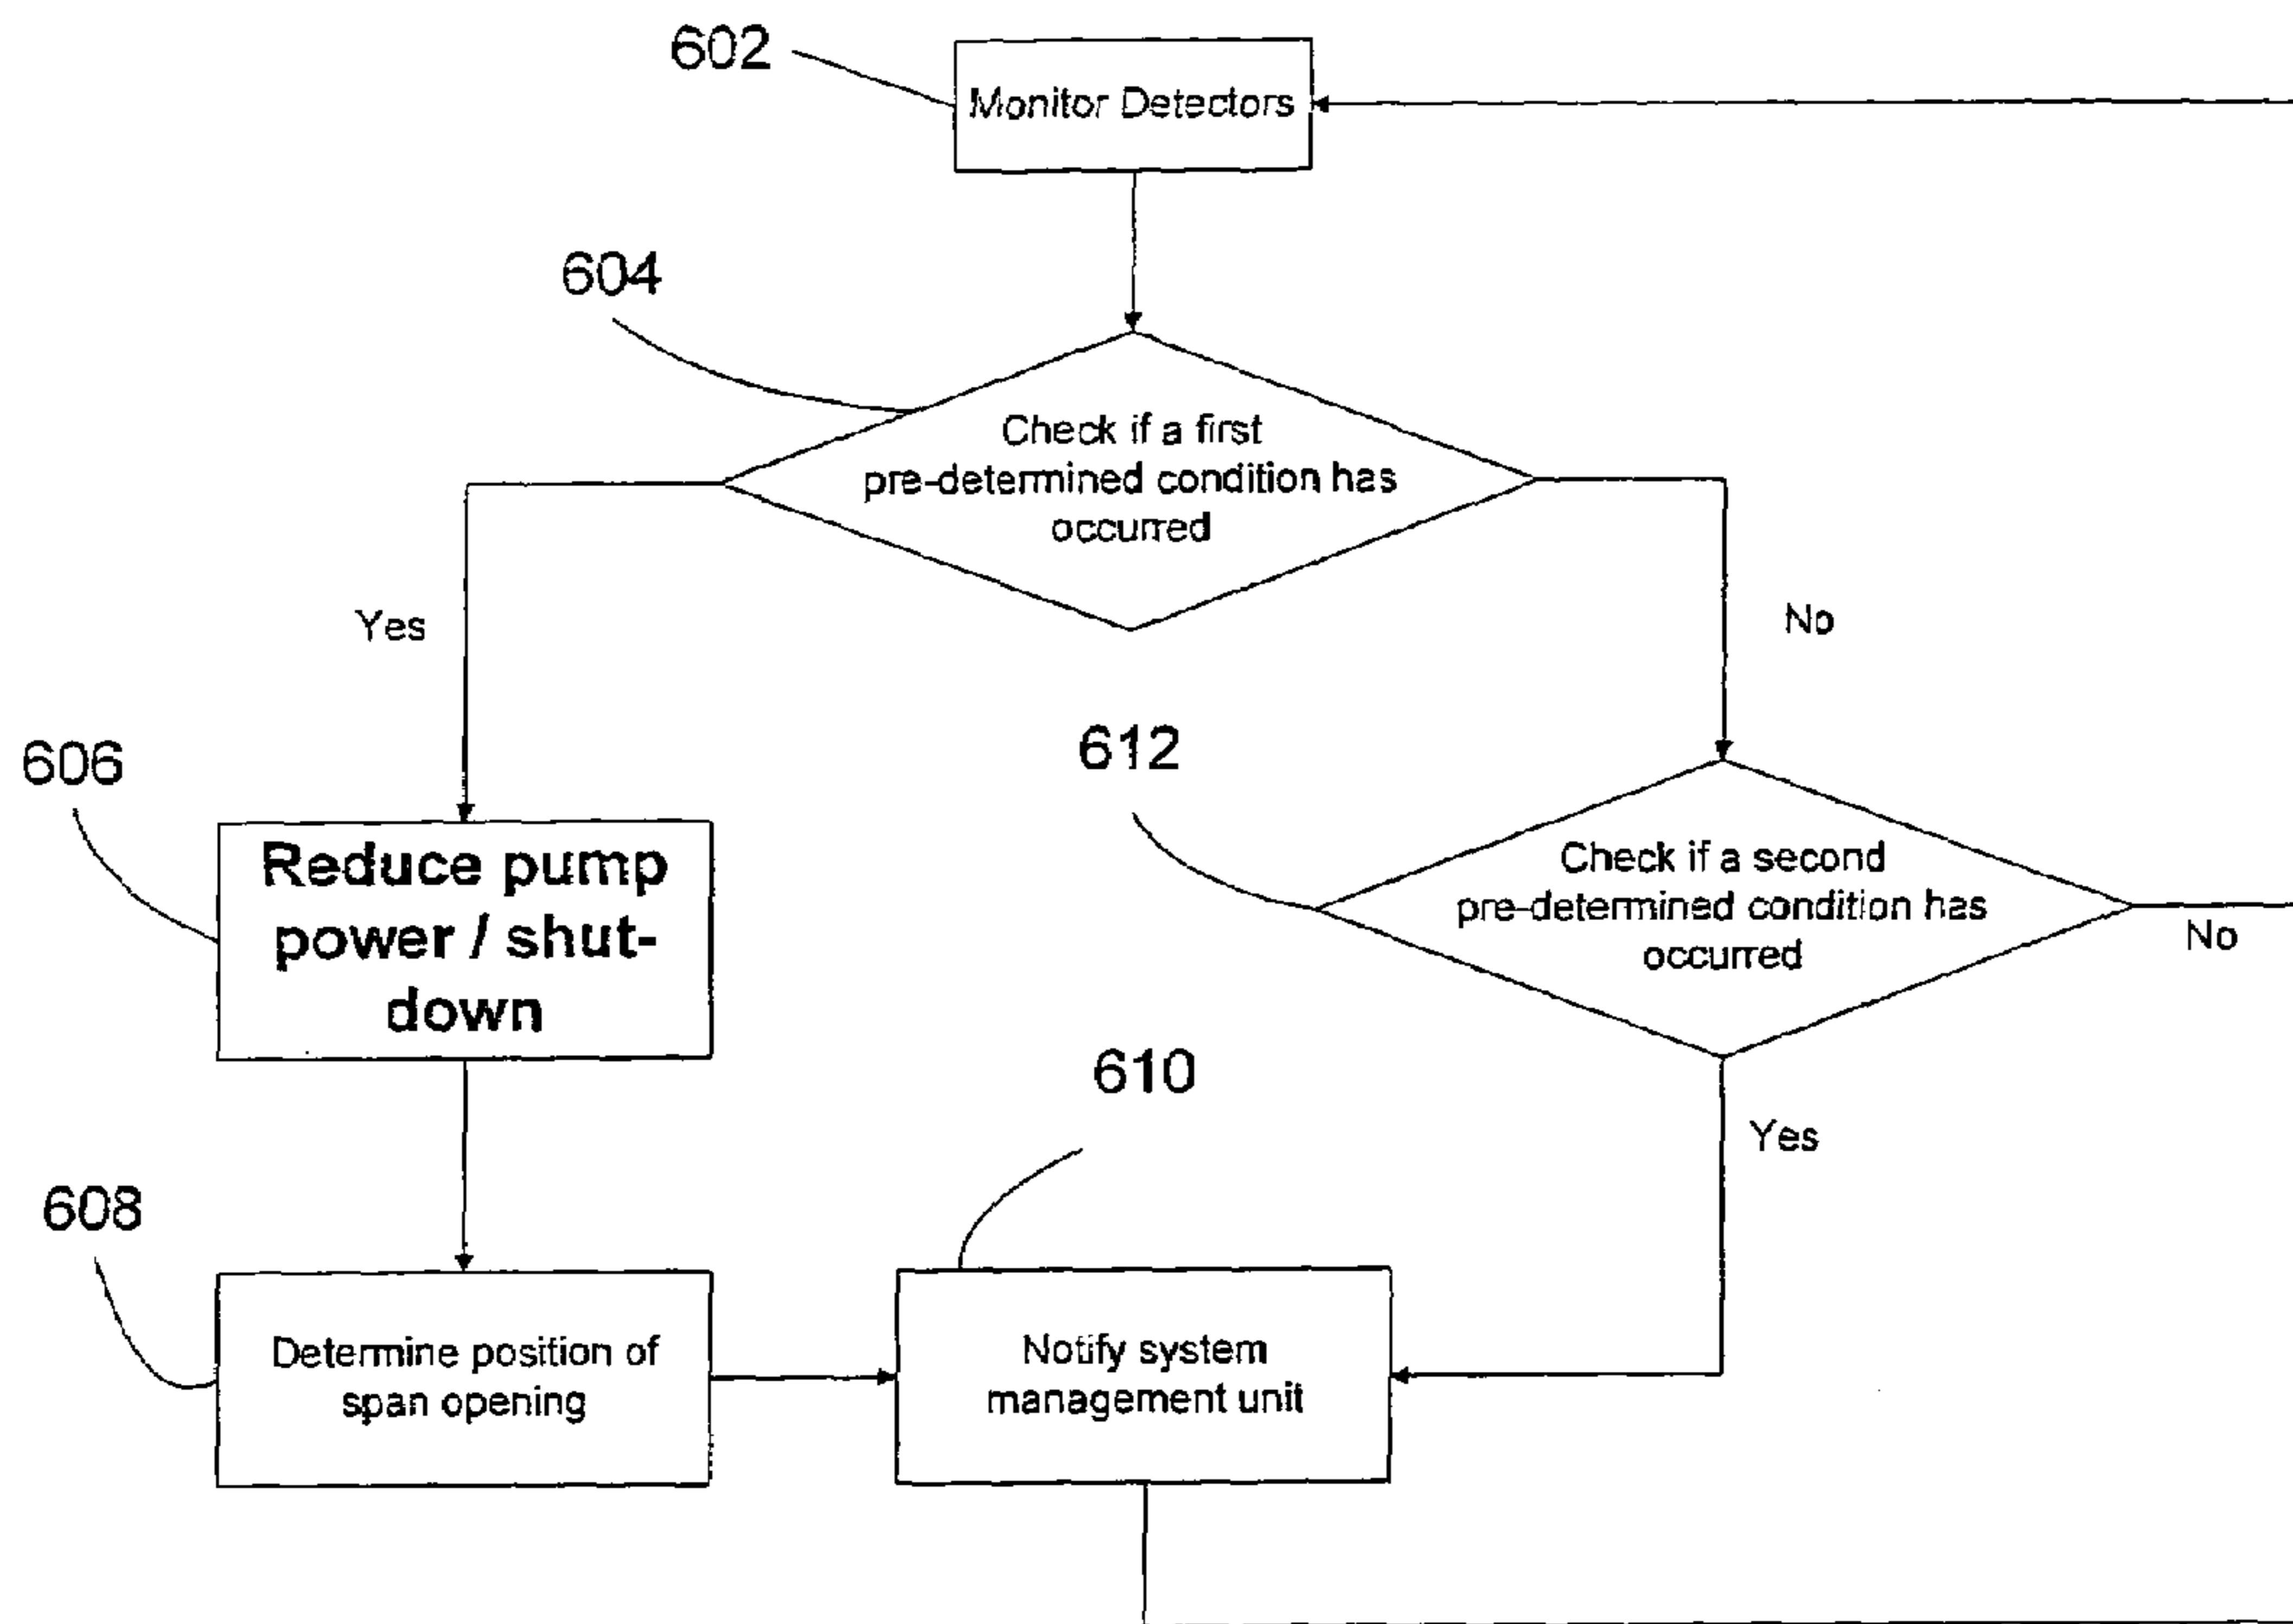 602
Monitor Detectors
604
Check if a first
pre-determined condition has
occurred
Yes
No
606
Reduce pump
power / shut-
down
612
Check if a second
pre-determined condition has
occurred
No
Yes
608
Determine position of
span opening
610
Notify system
management unit